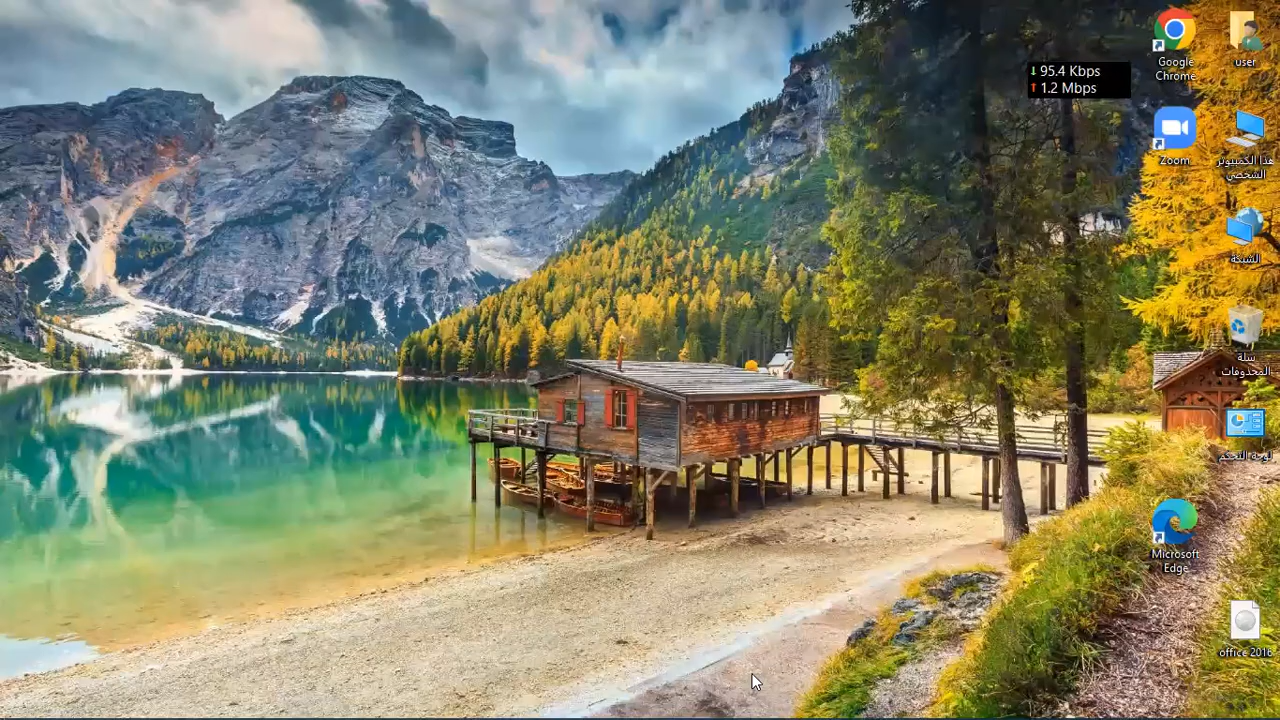 Google
Chrome
user
↓ 95.4 Kbps
↑ 1.2 Mbps
Zoom
هذا الكمبيوتر
الشخصي
الشبكة
سلة
المحذوفات
لوحة التحكم
Microsoft
Edge
office 2016